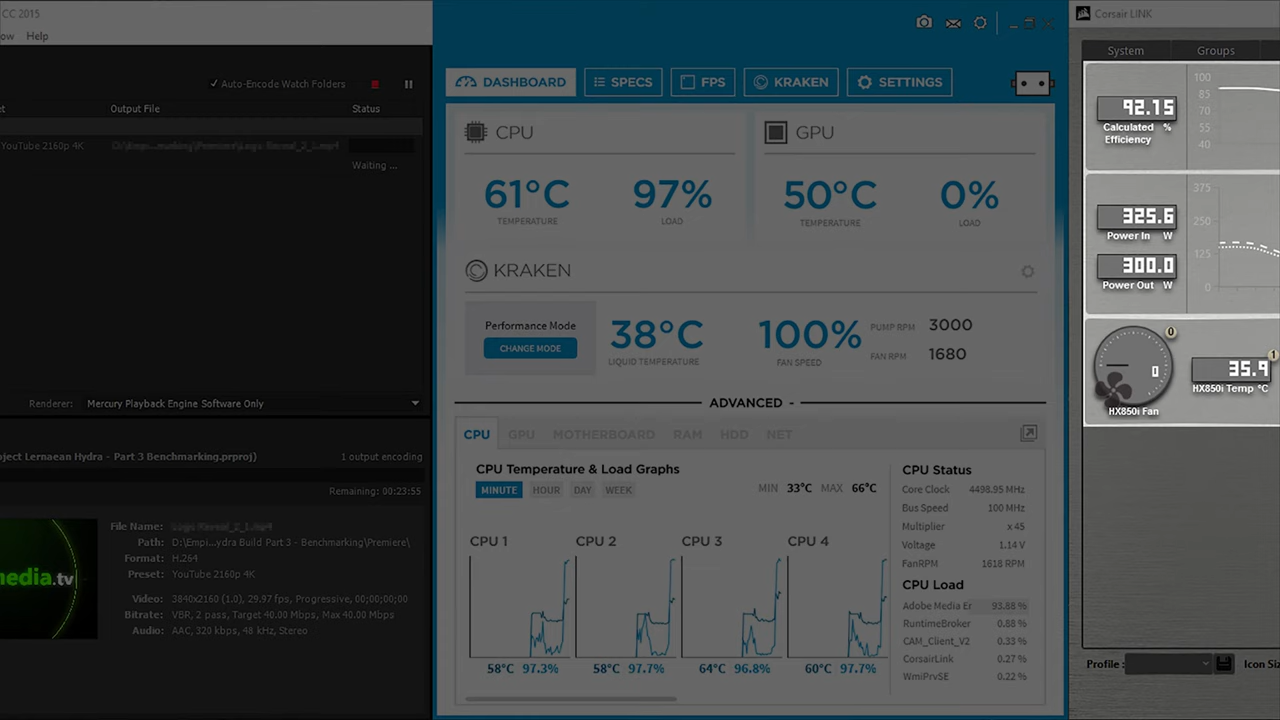 CC 2015
ow Help
Auto-Encode Watch Folders
et Output File Status
YouTube 2160p 4K
Waiting ...
Renderer: Mercury Playback Engine Software Only
oject Lernaean Hydra - Part 3 Benchmarking.prproj) 1 output encoding
Remaining: 00:23:55
File Name:
Path: D:\Empi...ydra Build Part 3 - Benchmarking\Premiere\
Format: H.264
Preset: YouTube 2160p 4K
Video: 3840x2160 (1.0), 29.97 fps, Progressive, 00;00;00;00
Bitrate: VBR, 2 pass, Target 40.00 Mbps, Max 40.00 Mbps
Audio: AAC, 320 kbps, 48 kHz, Stereo
media.tv
DASHBOARD SPECS FPS KRAKEN SETTINGS
CPU
61°C 97%
TEMPERATURE LOAD
GPU
50°C 0%
TEMPERATURE LOAD
KRAKEN
Performance Mode
CHANGE MODE
38°C
LIQUID TEMPERATURE
100%
FAN SPEED
PUMP RPM 3000
FAN RPM 1680
ADVANCED -
CPU GPU MOTHERBOARD RAM HDD NET
CPU Temperature & Load Graphs
MINUTE HOUR DAY WEEK
MIN 33°C MAX 66°C
CPU 1 CPU 2 CPU 3 CPU 4
58°C 97.3% 58°C 97.7% 64°C 96.8% 60°C 97.7%
CPU Status
Core Clock 4498.95 MHz
Bus Speed 100 MHz
Multiplier x 45
Voltage 1.14 V
FanRPM 1618 RPM
CPU Load
Adobe Media Er 93.88 %
RuntimeBroker 0.88 %
CAM_Client_V2 0.33 %
CorsairLink 0.27 %
WmiPrvSE 0.22 %
Corsair LINK
System Groups
92.15
Calculated %
Efficiency
100
85
70
55
40
325.6
Power In W
300.0
Power Out W
375
250
125
0
0
0
HX850i Fan
1
35.9
HX850i Temp °C
Profile : Icon Siz